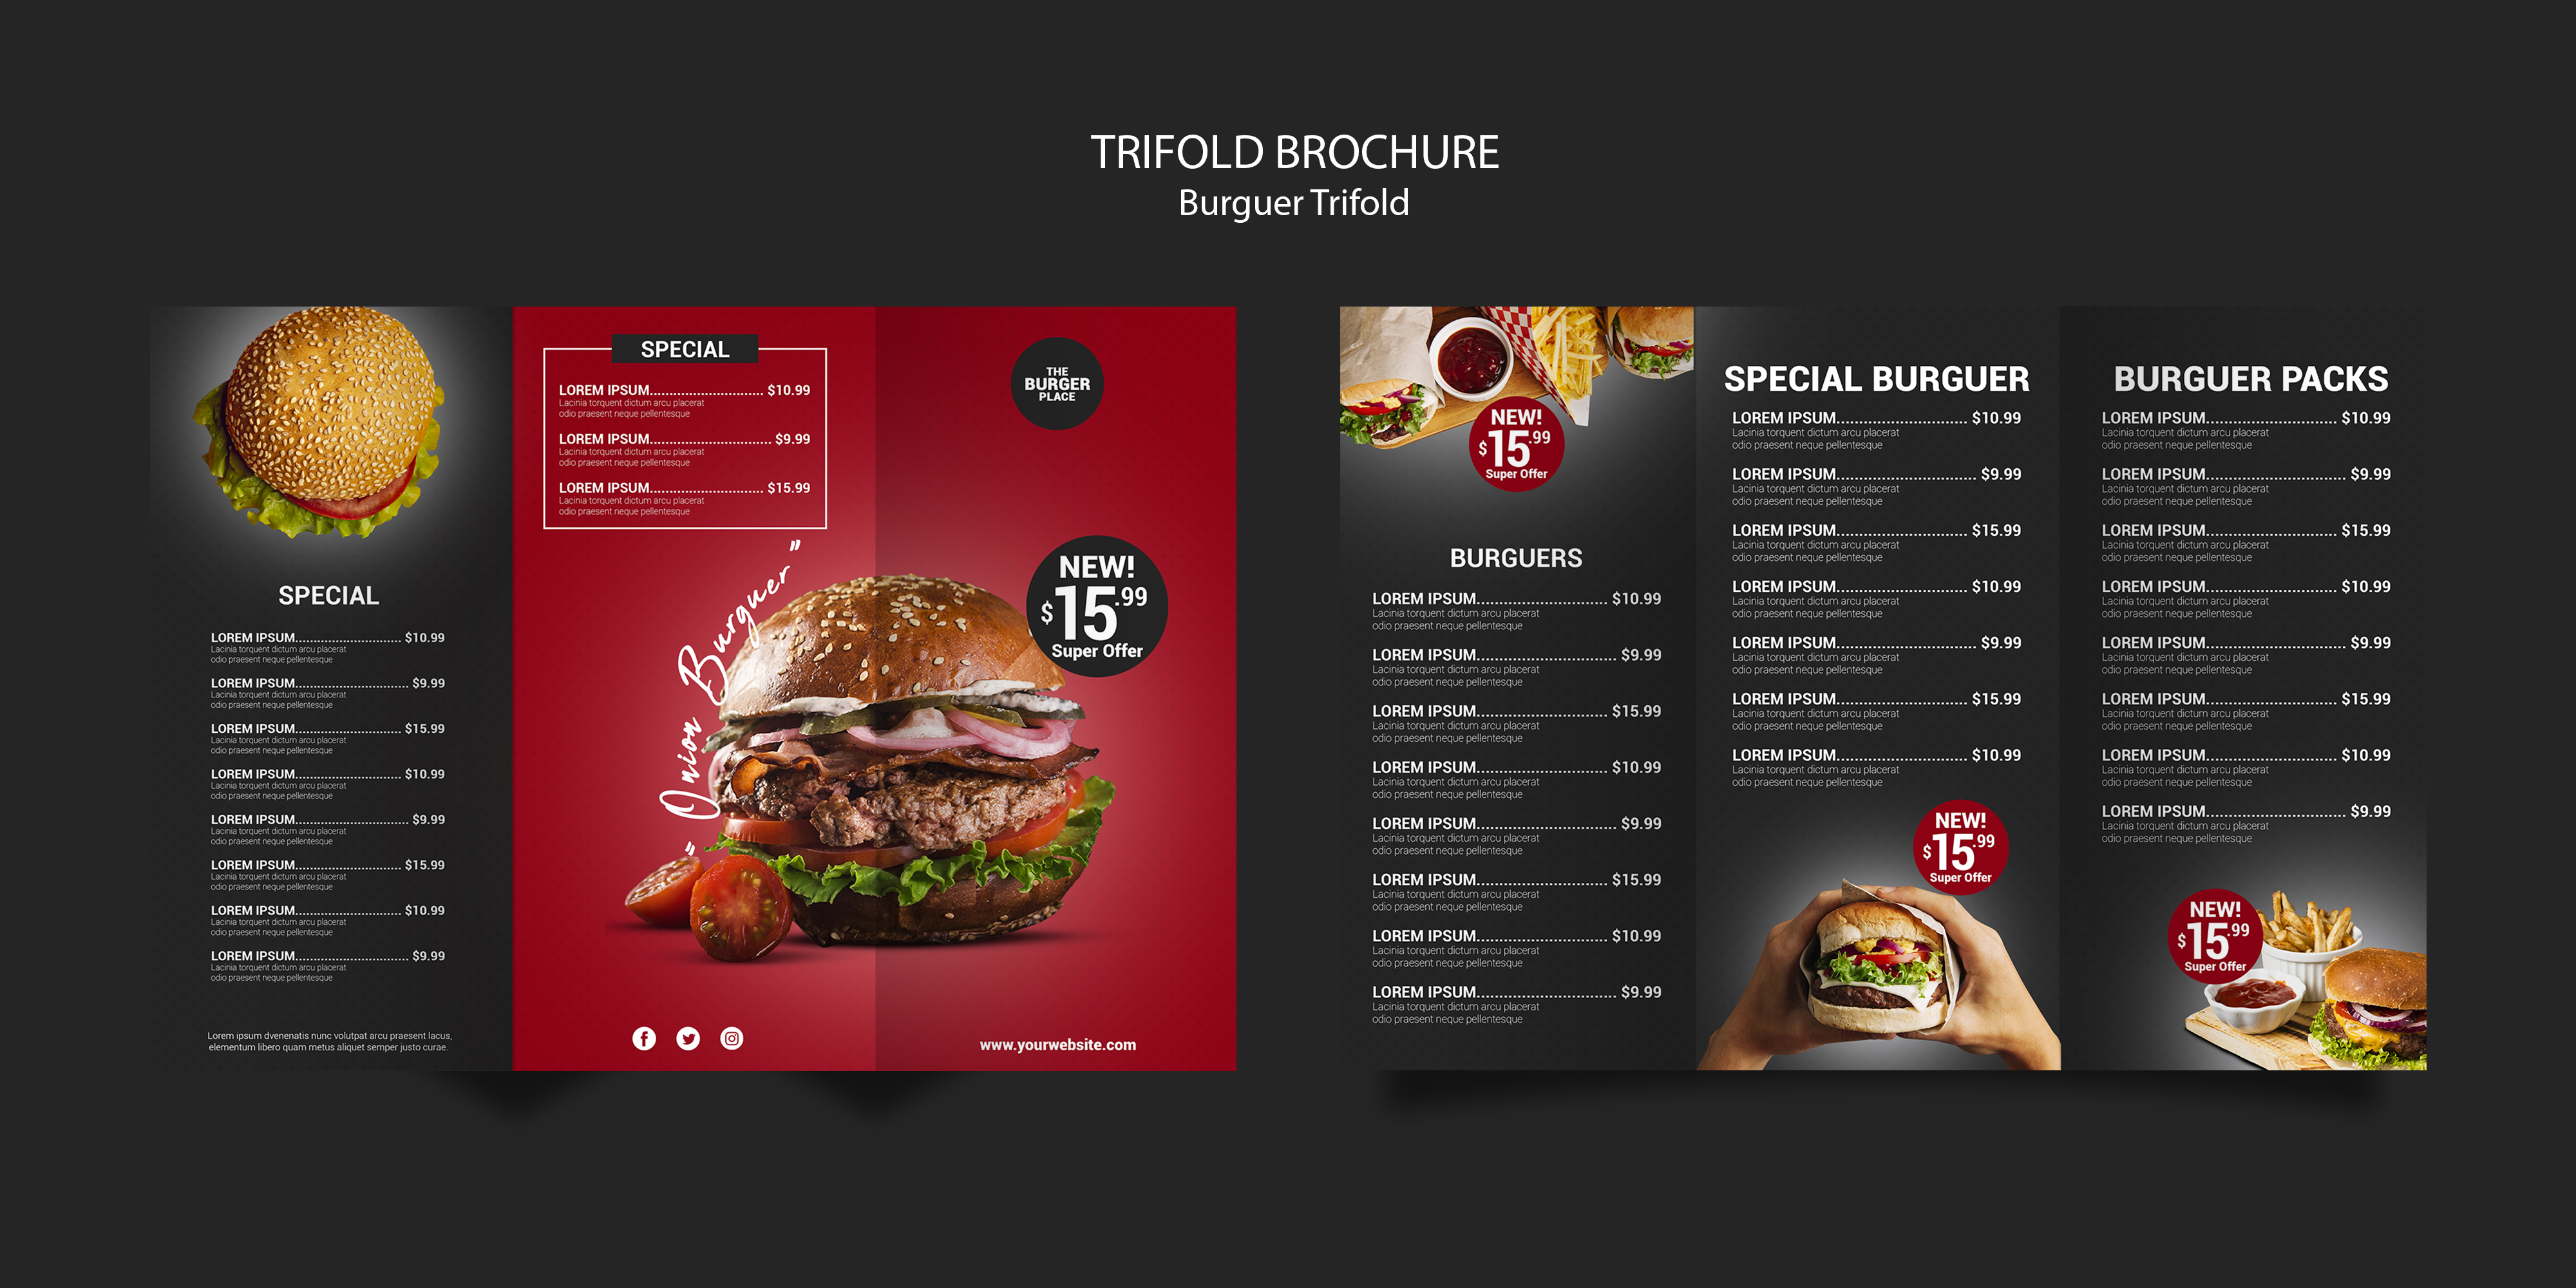 TRIFOLD BROCHURE
Burguer Trifold
SPECIAL
LOREM IPSUM............................ $10.99
Lacinia torquent dictum arcu placerat
odio praesent neque pellentesque
LOREM IPSUM.............................. $9.99
Lacinia torquent dictum arcu placerat
odio praesent neque pellentesque
LOREM IPSUM............................ $15.99
Lacinia torquent dictum arcu placerat
odio praesent neque pellentesque
LOREM IPSUM............................ $10.99
Lacinia torquent dictum arcu placerat
odio praesent neque pellentesque
LOREM IPSUM.............................. $9.99
Lacinia torquent dictum arcu placerat
odio praesent neque pellentesque
LOREM IPSUM............................ $15.99
Lacinia torquent dictum arcu placerat
odio praesent neque pellentesque
LOREM IPSUM............................ $10.99
Lacinia torquent dictum arcu placerat
odio praesent neque pellentesque
LOREM IPSUM.............................. $9.99
Lacinia torquent dictum arcu placerat
odio praesent neque pellentesque
Lorem ipsum dvenenatis nunc volutpat arcu praesent lacus,
elementum libero quam metus aliquet semper justo curae.
SPECIAL
LOREM IPSUM............................ $10.99
Lacinia torquent dictum arcu placerat
odio praesent neque pellentesque
LOREM IPSUM.............................. $9.99
Lacinia torquent dictum arcu placerat
odio praesent neque pellentesque
LOREM IPSUM............................ $15.99
Lacinia torquent dictum arcu placerat
odio praesent neque pellentesque
" Onion Burguer "
THE
BURGER
PLACE
NEW!
$15.99
Super Offer
www.yourwebsite.com
NEW!
$15.99
Super Offer
BURGUERS
LOREM IPSUM............................ $10.99
Lacinia torquent dictum arcu placerat
odio praesent neque pellentesque
LOREM IPSUM.............................. $9.99
Lacinia torquent dictum arcu placerat
odio praesent neque pellentesque
LOREM IPSUM............................ $15.99
Lacinia torquent dictum arcu placerat
odio praesent neque pellentesque
LOREM IPSUM............................ $10.99
Lacinia torquent dictum arcu placerat
odio praesent neque pellentesque
LOREM IPSUM.............................. $9.99
Lacinia torquent dictum arcu placerat
odio praesent neque pellentesque
LOREM IPSUM............................ $15.99
Lacinia torquent dictum arcu placerat
odio praesent neque pellentesque
LOREM IPSUM............................ $10.99
Lacinia torquent dictum arcu placerat
odio praesent neque pellentesque
LOREM IPSUM.............................. $9.99
Lacinia torquent dictum arcu placerat
odio praesent neque pellentesque
SPECIAL BURGUER
LOREM IPSUM............................ $10.99
Lacinia torquent dictum arcu placerat
odio praesent neque pellentesque
LOREM IPSUM.............................. $9.99
Lacinia torquent dictum arcu placerat
odio praesent neque pellentesque
LOREM IPSUM............................ $15.99
Lacinia torquent dictum arcu placerat
odio praesent neque pellentesque
LOREM IPSUM............................ $10.99
Lacinia torquent dictum arcu placerat
odio praesent neque pellentesque
LOREM IPSUM.............................. $9.99
Lacinia torquent dictum arcu placerat
odio praesent neque pellentesque
LOREM IPSUM............................ $15.99
Lacinia torquent dictum arcu placerat
odio praesent neque pellentesque
LOREM IPSUM............................ $10.99
Lacinia torquent dictum arcu placerat
odio praesent neque pellentesque
NEW!
$15.99
Super Offer
BURGUER PACKS
LOREM IPSUM............................ $10.99
Lacinia torquent dictum arcu placerat
odio praesent neque pellentesque
LOREM IPSUM.............................. $9.99
Lacinia torquent dictum arcu placerat
odio praesent neque pellentesque
LOREM IPSUM............................ $15.99
Lacinia torquent dictum arcu placerat
odio praesent neque pellentesque
LOREM IPSUM............................ $10.99
Lacinia torquent dictum arcu placerat
odio praesent neque pellentesque
LOREM IPSUM.............................. $9.99
Lacinia torquent dictum arcu placerat
odio praesent neque pellentesque
LOREM IPSUM............................ $15.99
Lacinia torquent dictum arcu placerat
odio praesent neque pellentesque
LOREM IPSUM............................ $10.99
Lacinia torquent dictum arcu placerat
odio praesent neque pellentesque
LOREM IPSUM.............................. $9.99
Lacinia torquent dictum arcu placerat
odio praesent neque pellentesque
NEW!
$15.99
Super Offer